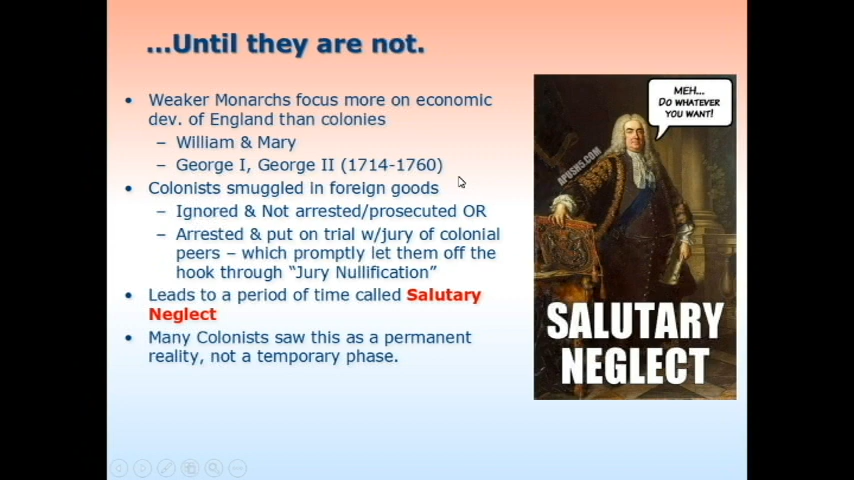 ...Until they are not.
• Weaker Monarchs focus more on economic
dev. of England than colonies
– William & Mary
– George I, George II (1714-1760)
• Colonists smuggled in foreign goods
– Ignored & Not arrested/prosecuted OR
– Arrested & put on trial w/jury of colonial
peers – which promptly let them off the
hook through “Jury Nullification”
• Leads to a period of time called Salutary
Neglect
• Many Colonists saw this as a permanent
reality, not a temporary phase.
MEH...
DO WHATEVER
YOU WANT!
APUSHS.COM
SALUTARY
NEGLECT